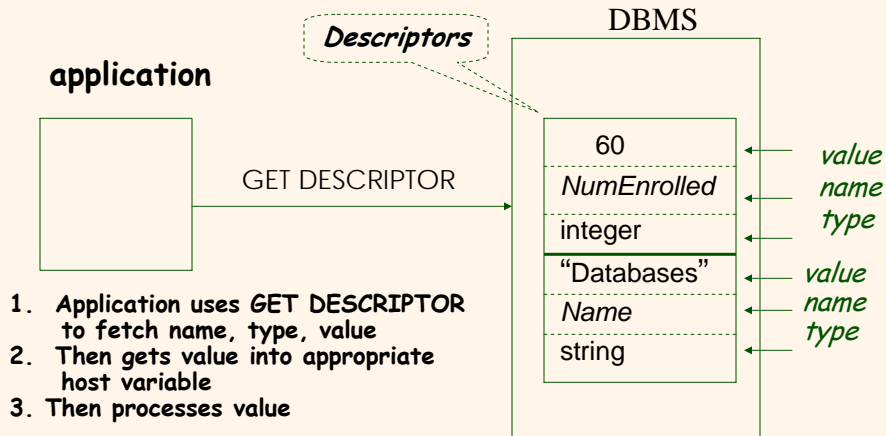 DBMS
Descriptors
application
GET DESCRIPTOR
60
NumEnrolled
integer
“Databases”
Name
string
value
name
type
value
name
type
1. Application uses GET DESCRIPTOR
to fetch name, type, value
2. Then gets value into appropriate
host variable
3. Then processes value